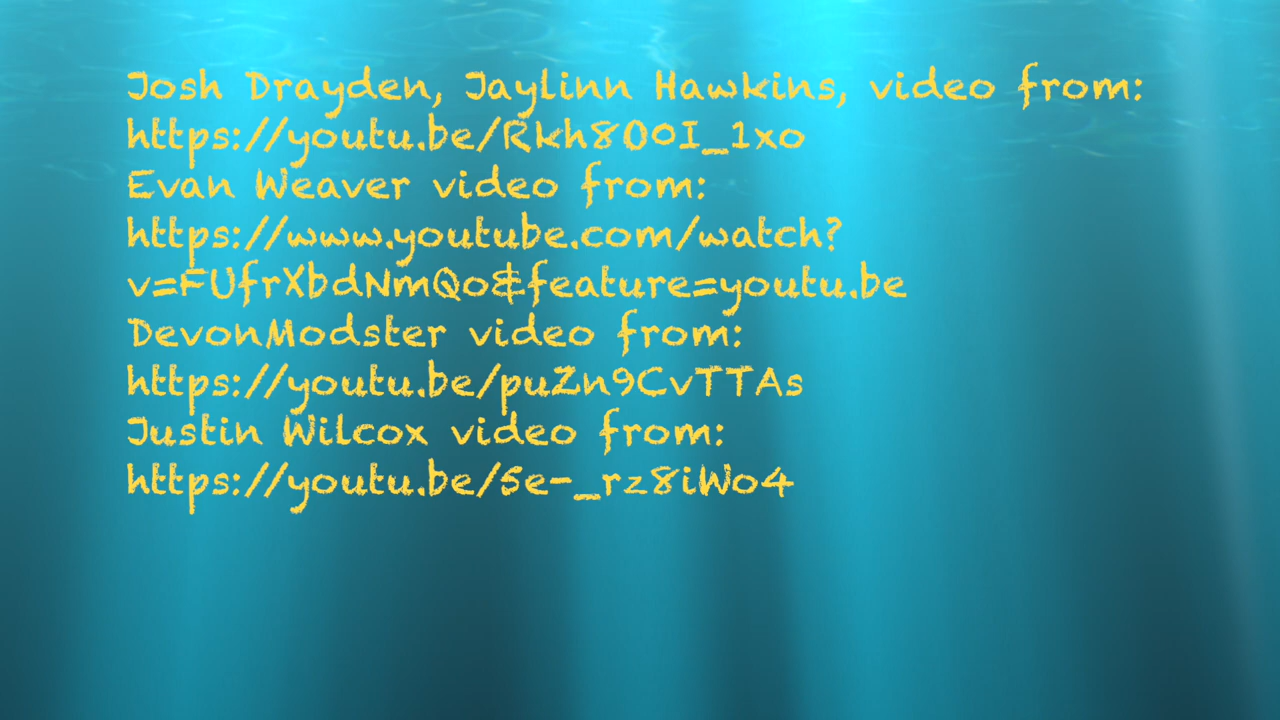 Josh Drayden, Jaylinn Hawkins, video from:
https://youtu.be/Rkh8O0I_1xo
Evan Weaver video from:
https://www.youtube.com/watch?
v=FUfrXbdNmQo&feature=youtu.be
DevonModster video from:
https://youtu.be/puZn9CvTTAs
Justin Wilcox video from:
https://youtu.be/5e-_rz8iWo4